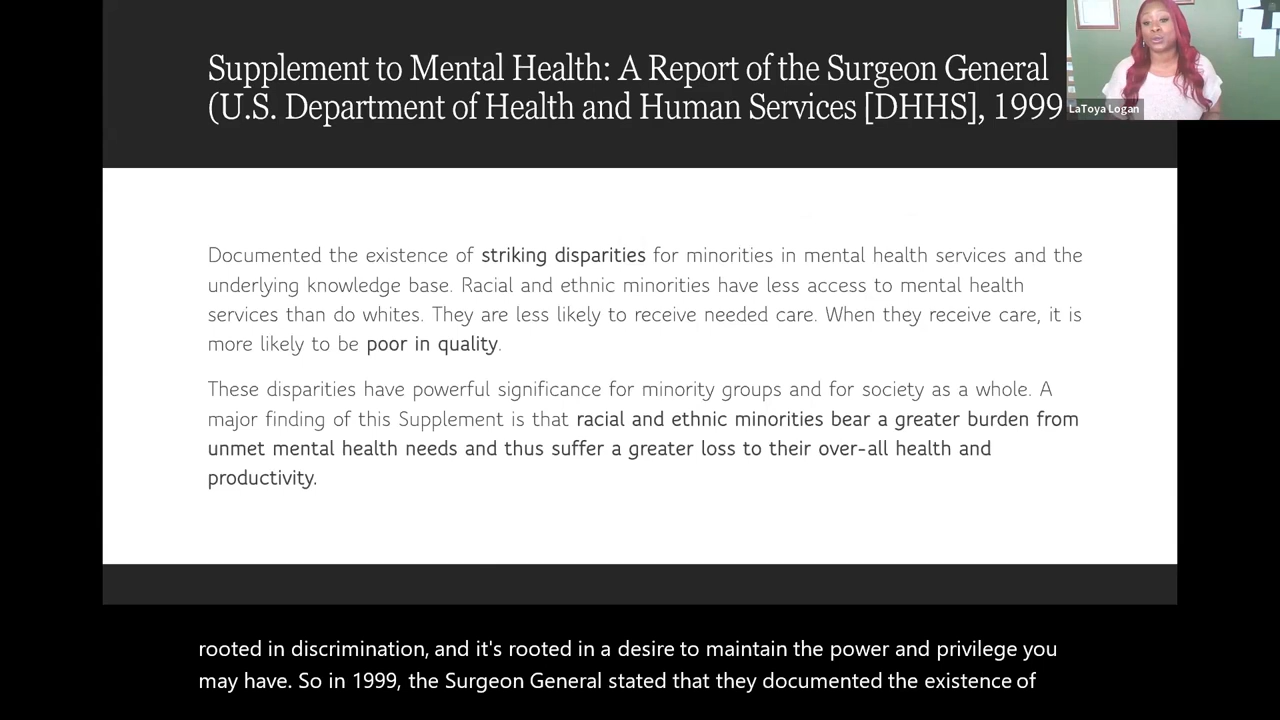 Supplement to Mental Health: A Report of the Surgeon General
(U.S. Department of Health and Human Services [DHHS], 1999
LaToya Logan
Documented the existence of striking disparities for minorities in mental health services and the
underlying knowledge base. Racial and ethnic minorities have less access to mental health
services than do whites. They are less likely to receive needed care. When they receive care, it is
more likely to be poor in quality.
These disparities have powerful significance for minority groups and for society as a whole. A
major finding of this Supplement is that racial and ethnic minorities bear a greater burden from
unmet mental health needs and thus suffer a greater loss to their over-all health and
productivity.
rooted in discrimination, and it's rooted in a desire to maintain the power and privilege you
may have. So in 1999, the Surgeon General stated that they documented the existence of